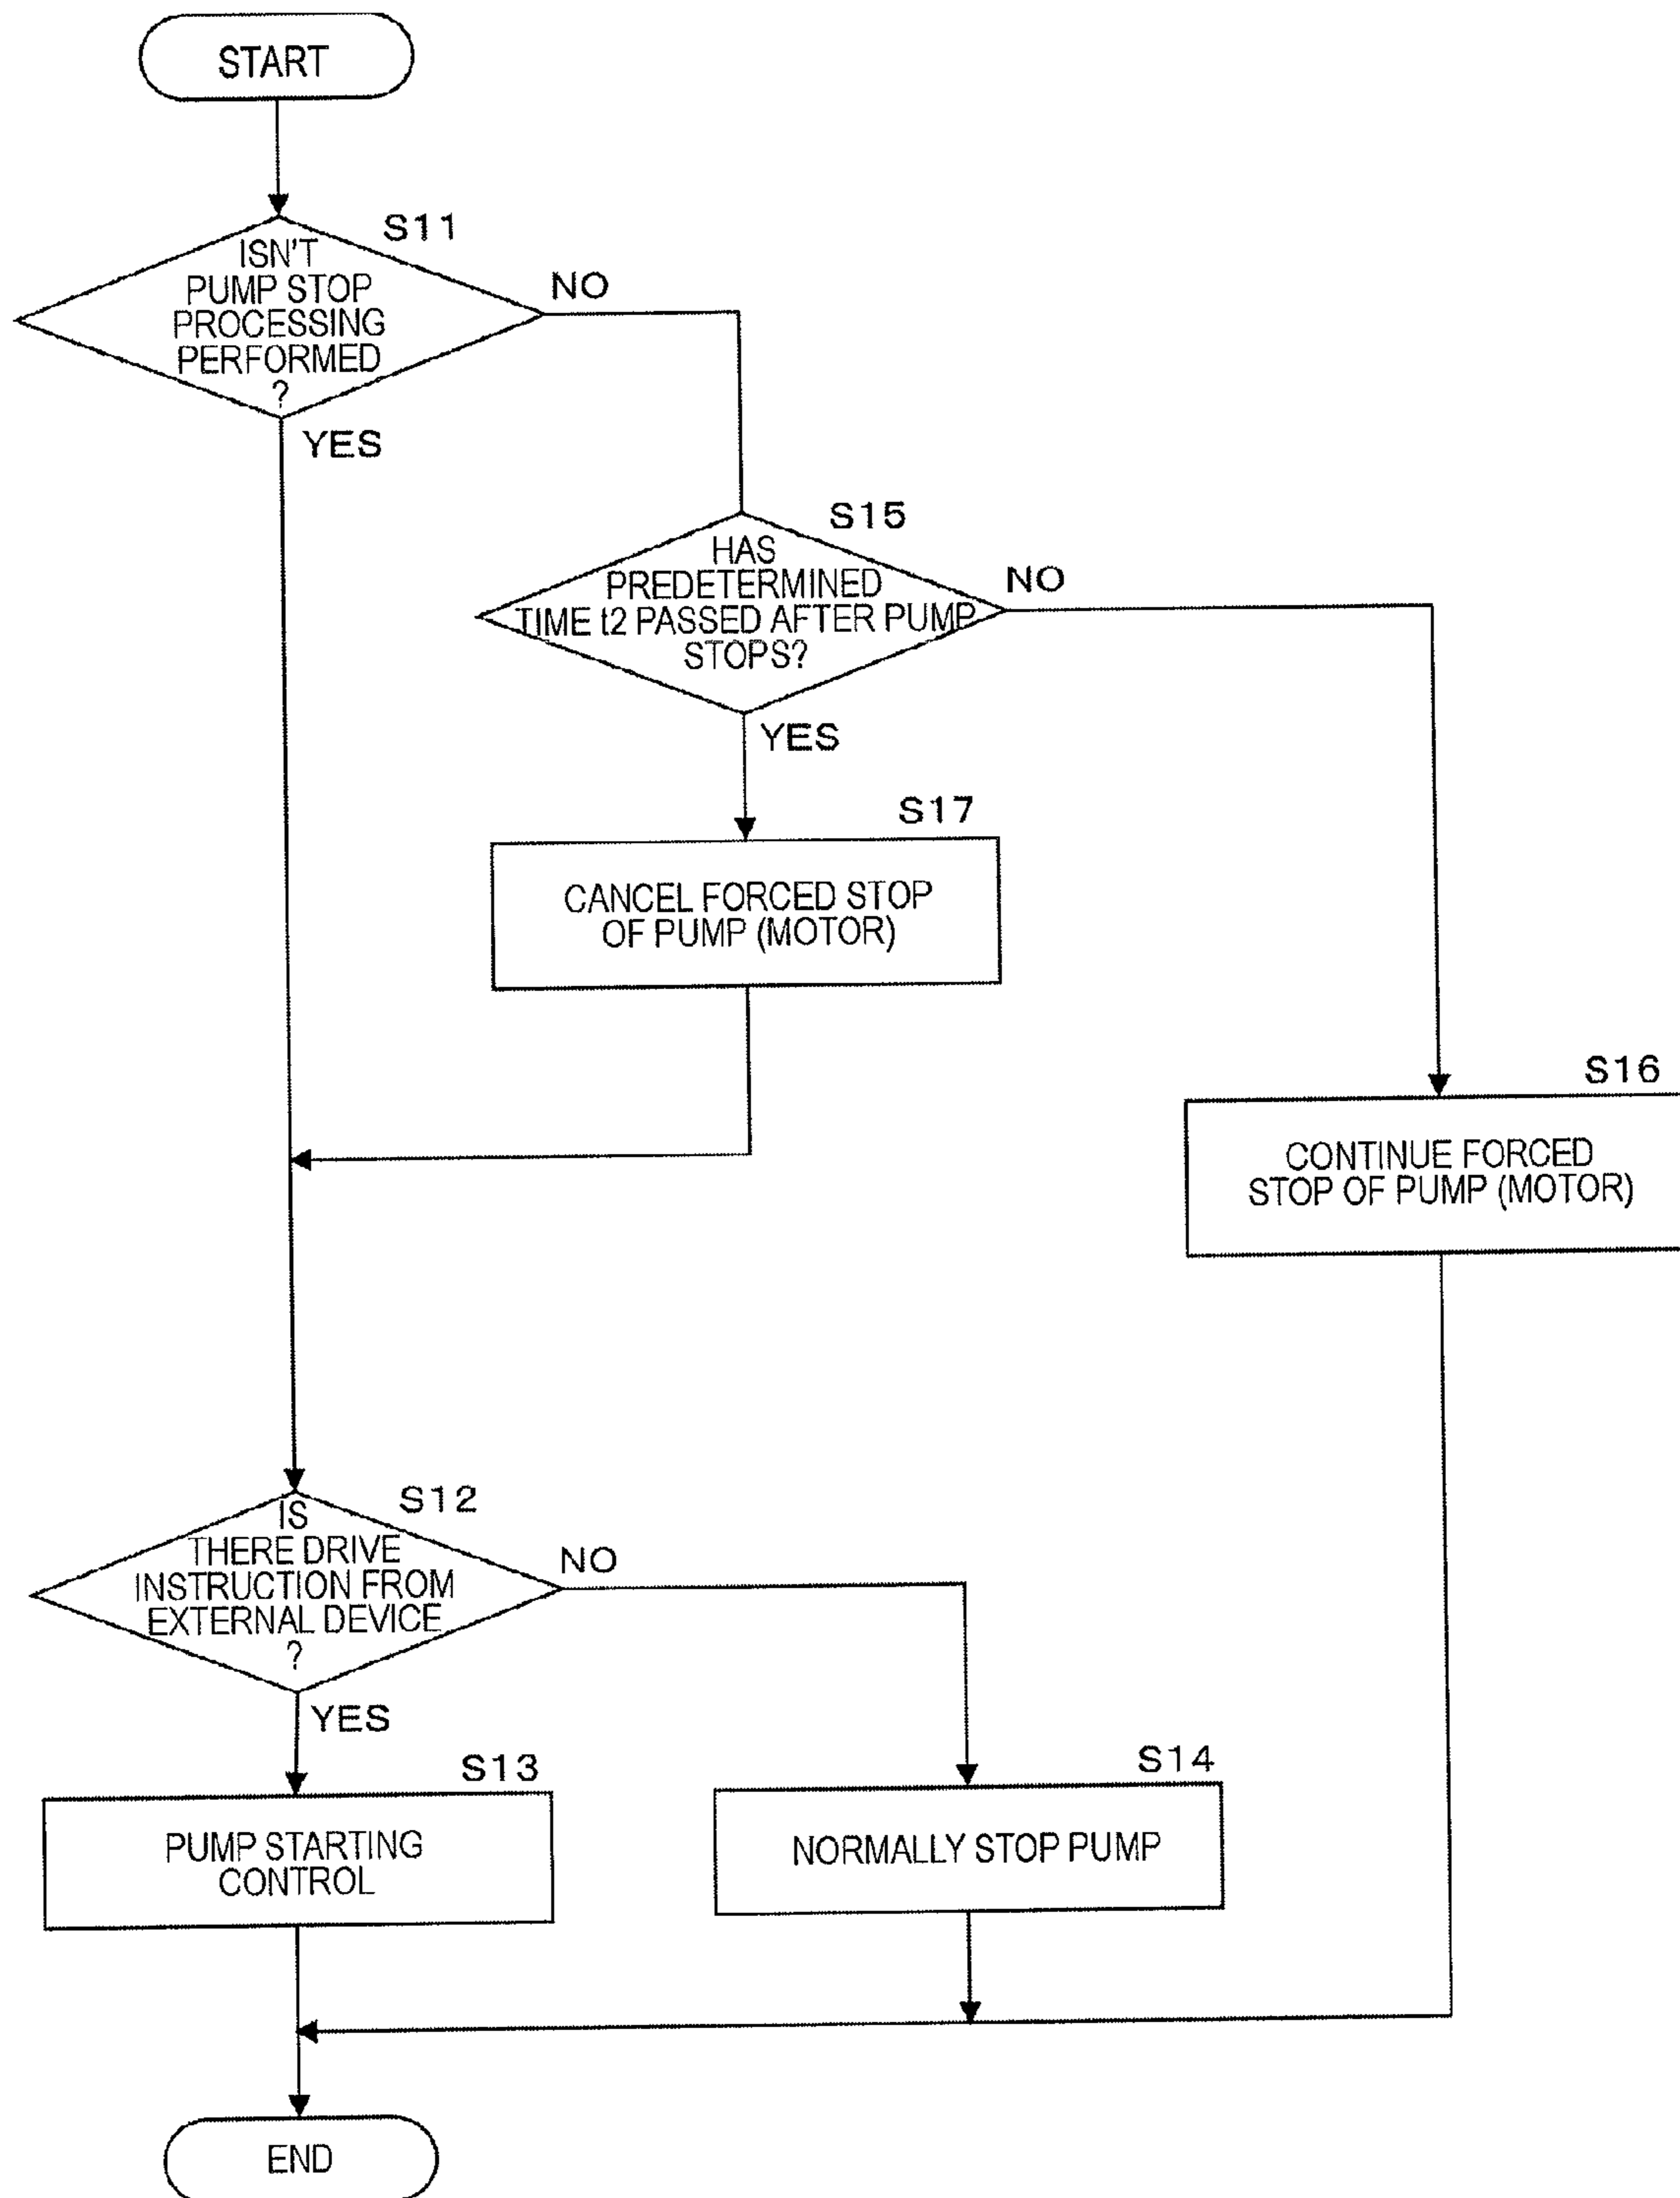 START
S11
ISN'T
PUMP STOP
PROCESSING
PERFORMED
?
NO
YES
S15
HAS
PREDETERMINED
TIME t2 PASSED AFTER PUMP
STOPS?
NO
YES
S17
CANCEL FORCED STOP
OF PUMP (MOTOR)
S16
CONTINUE FORCED
STOP OF PUMP (MOTOR)
S12
IS
THERE DRIVE
INSTRUCTION FROM
EXTERNAL DEVICE
?
NO
YES
S13
PUMP STARTING
CONTROL
S14
NORMALLY STOP PUMP
END